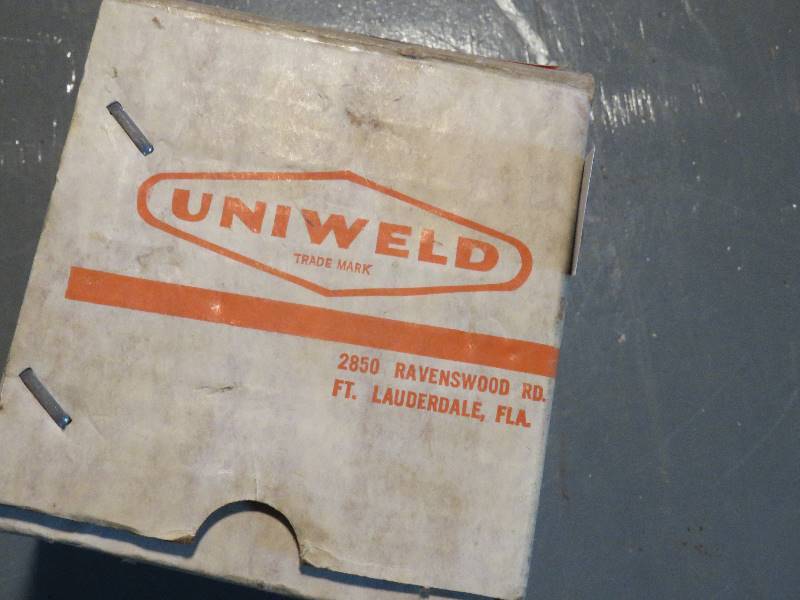 UNIWELD
TRADE MARK
2850 RAVENSWOOD RD.
FT. LAUDERDALE, FLA.